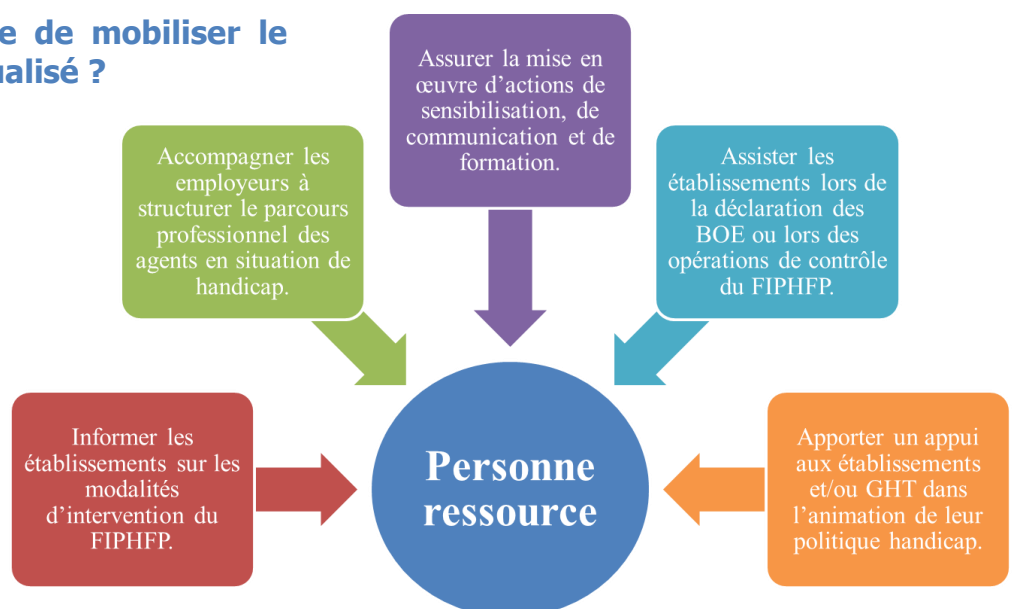 e de mobiliser le
ualisé ?
Assurer la mise en
œuvre d’actions de
sensibilisation, de
communication et de
formation.
Accompagner les
employeurs à
structurer le parcours
professionnel des
agents en situation de
handicap.
Assister les
établissements lors de
la déclaration des
BOE ou lors des
opérations de contrôle
du FIPHFP.
Informer les
établissements sur les
modalités
d’intervention du
FIPHFP.
Personne
ressource
Apporter un appui
aux établissements
et/ou GHT dans
l’animation de leur
politique handicap.